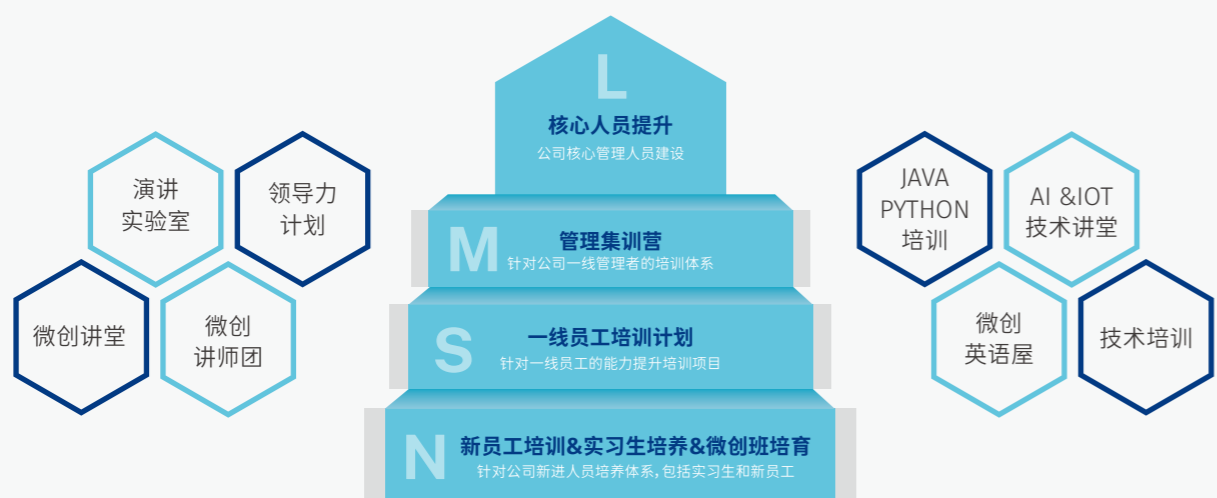 演讲
实验室
领导力
计划
微创讲堂
微创
讲师团
L
核心人员提升
公司核心管理人员建设
M
管理集训营
针对公司一线管理者的培训体系
S
一线员工培训计划
针对一线员工的能力提升培训项目
N
新员工培训&实习生培养&微创班培育
针对公司新进人员培养体系,包括实习生和新员工
JAVA
PYTHON
培训
AI &IOT
技术讲堂
微创
英语屋
技术培训